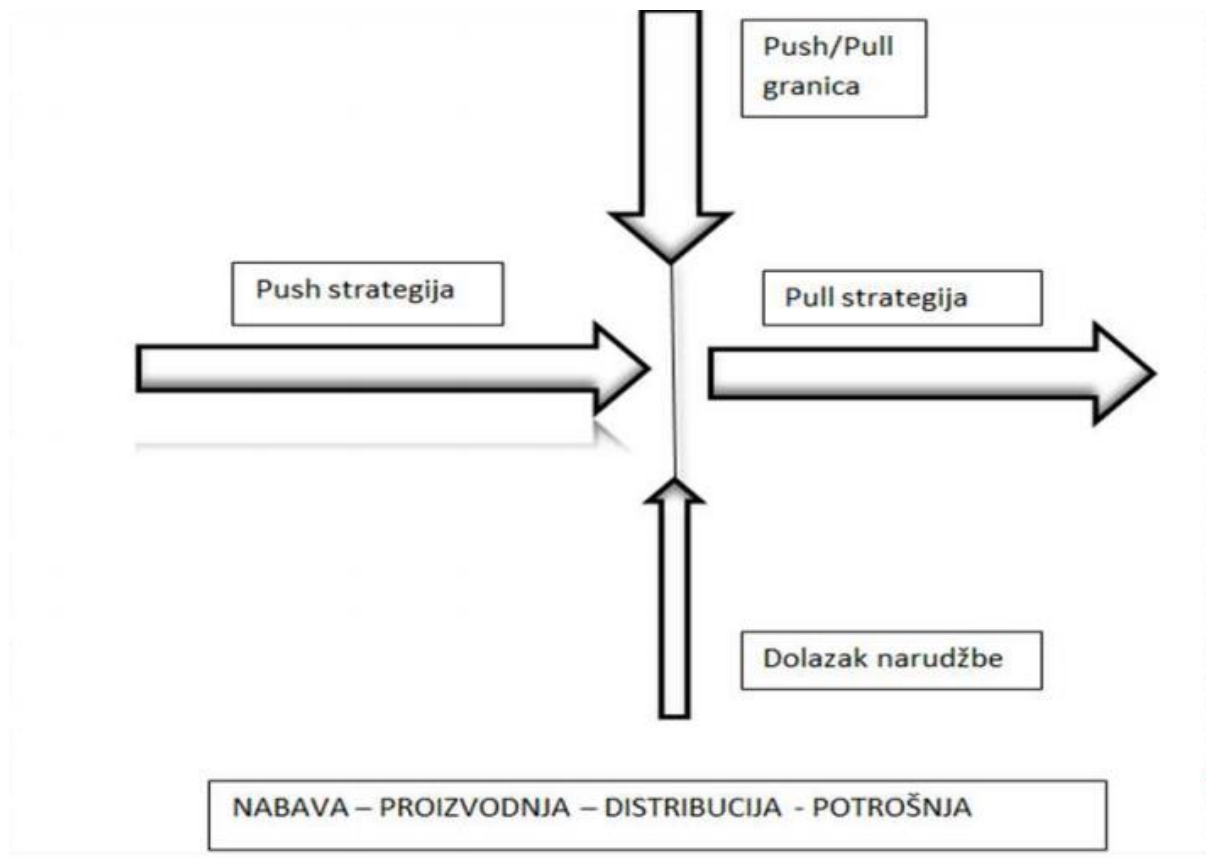 Push/Pull
granica
Push strategija
Pull strategija
Dolazak narudžbe
NABAVA – PROIZVODNJA – DISTRIBUCIJA - POTROŠNJA